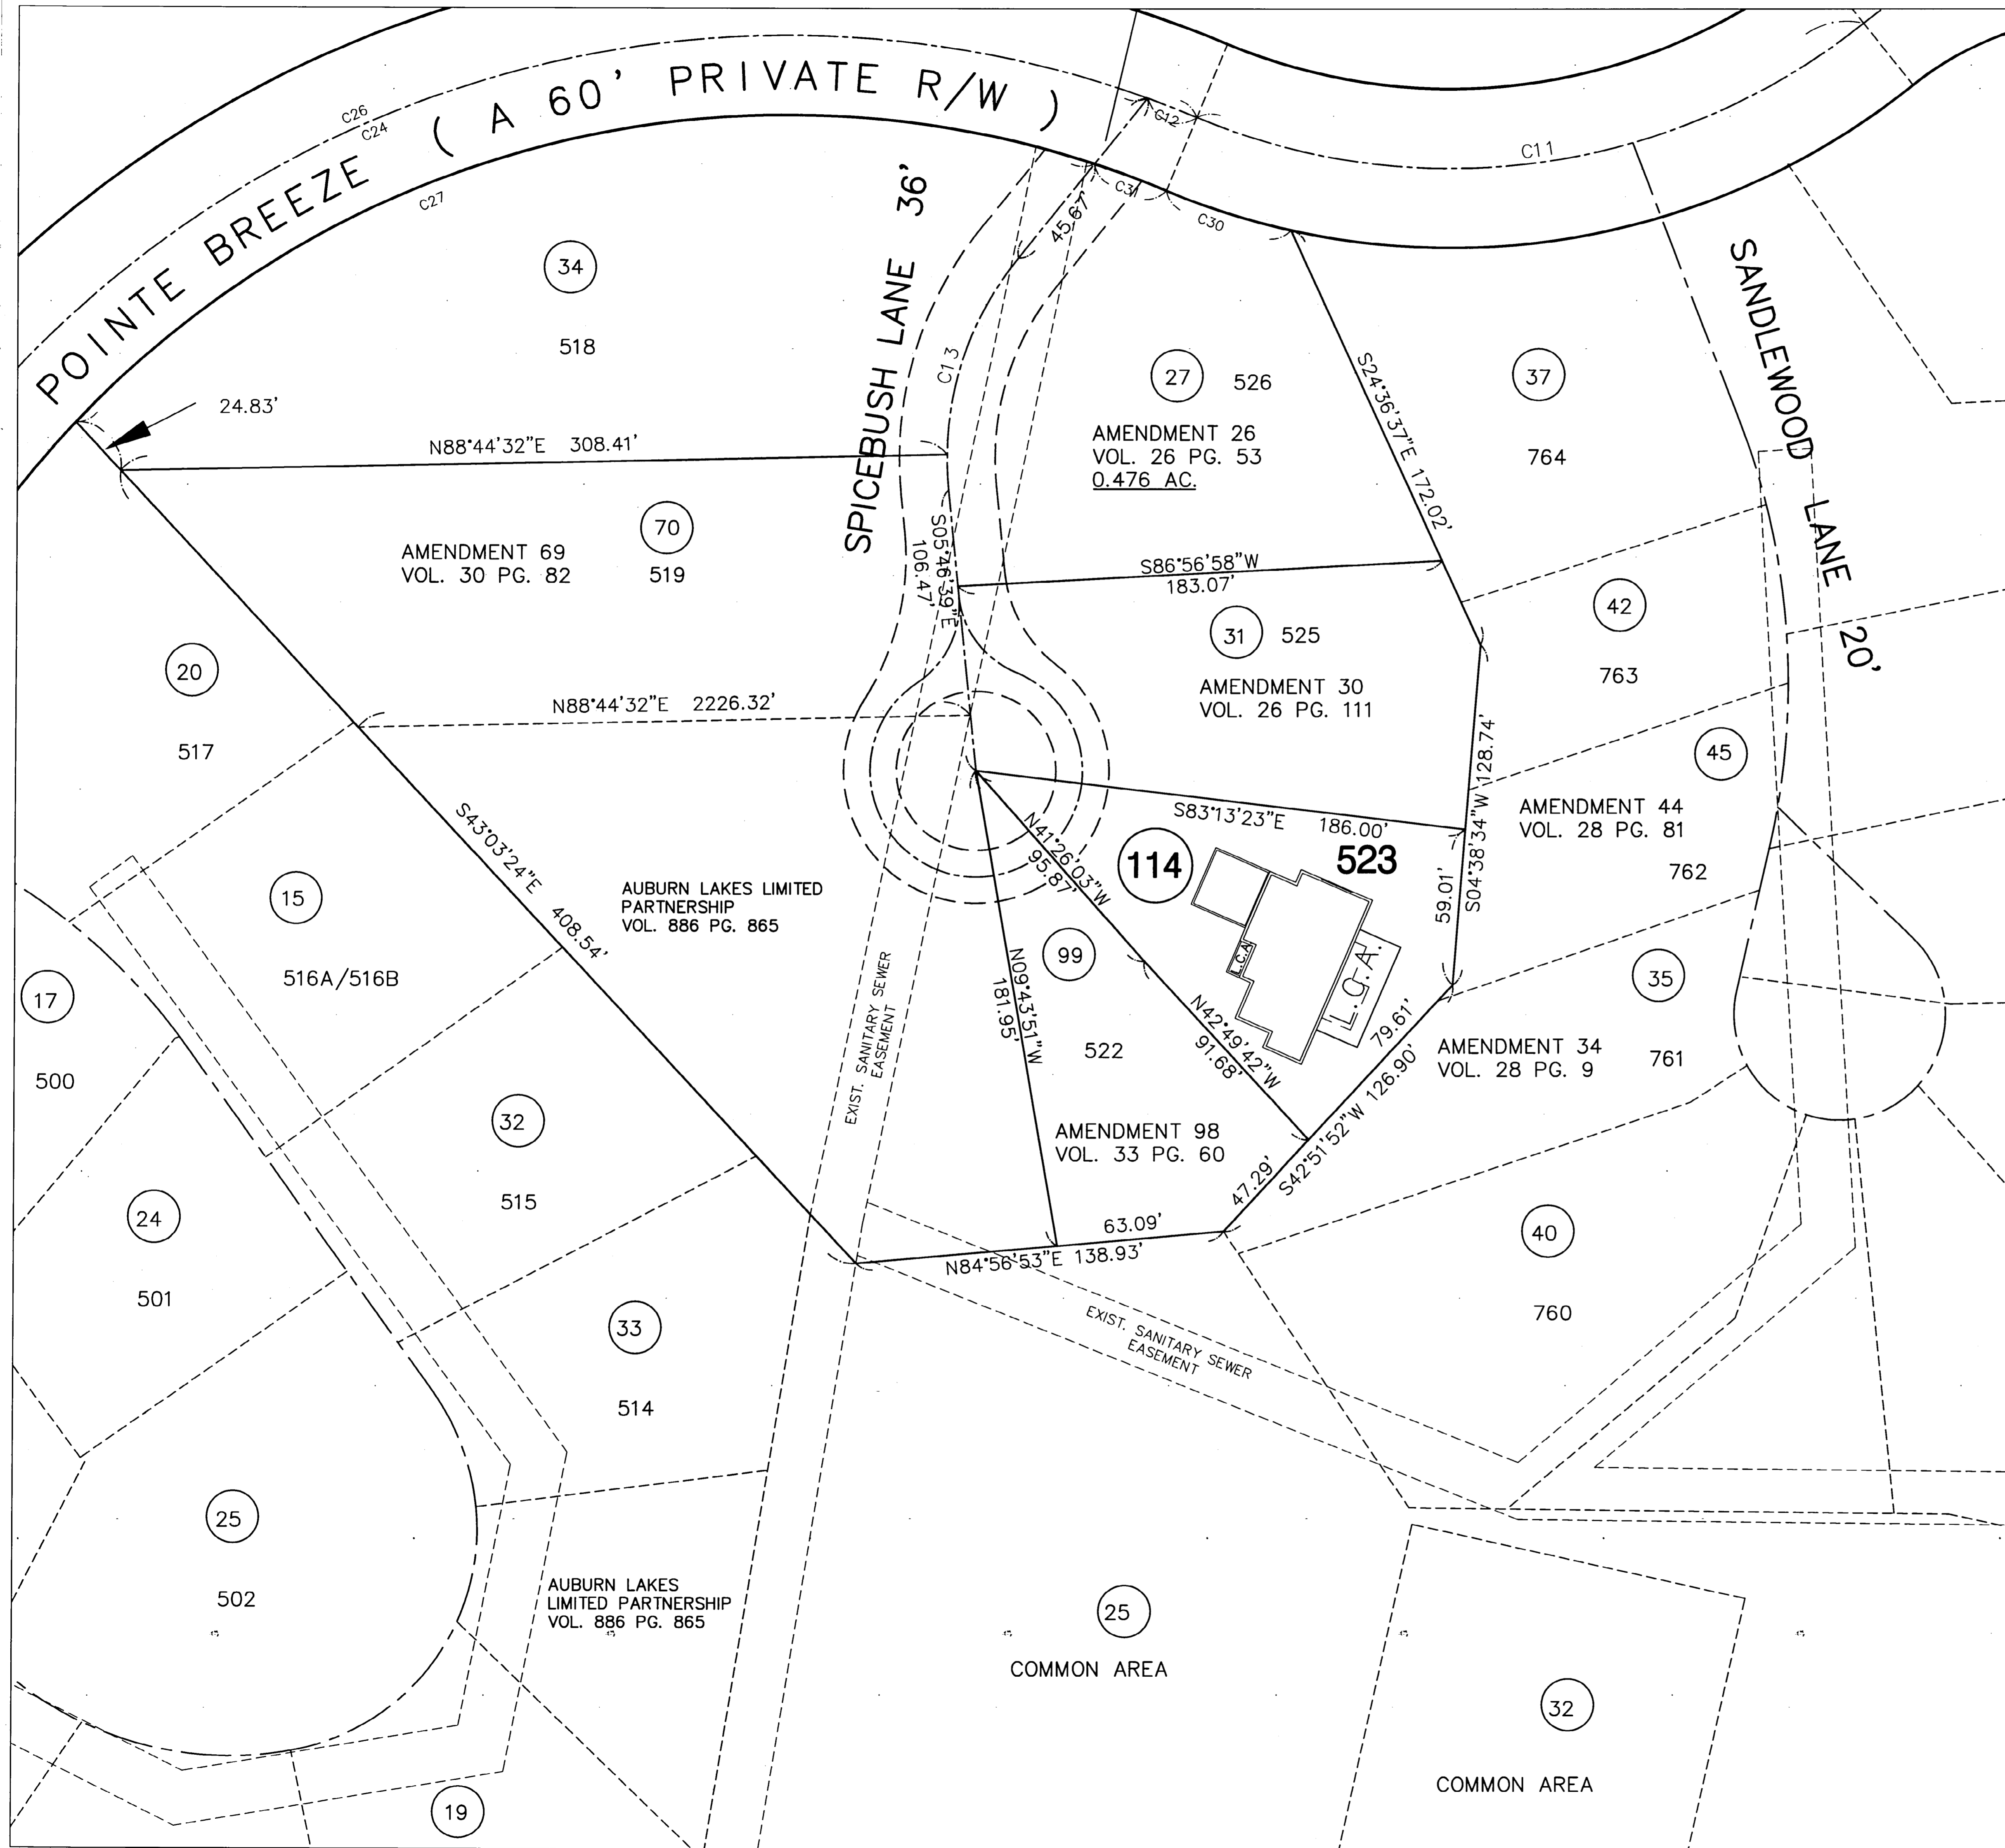 POINTE BREEZE ( A 60' PRIVATE R/W )
C26
C24
C27
C12
C11
C31
C30
45.67'
SPICEBUSH LANE 36'
C13
34
518
24.83'
N88°44'32"E 308.41'
27 526
AMENDMENT 26
VOL. 26 PG. 53
0.476 AC.
S24°36'37"E 172.02'
37
764
SANDLEWOOD LANE 20'
70
AMENDMENT 69
VOL. 30 PG. 82
519
S05°46'39"E
106.47'
S86°56'58"W
183.07'
31 525
AMENDMENT 30
VOL. 26 PG. 111
42
763
20
517
N88°44'32"E 2226.32'
S43°03'24"E 408.54'
S83°13'23"E 186.00'
S04°38'34"W 128.74'
59.01'
45
AMENDMENT 44
VOL. 28 PG. 81
762
114
523
N41°26'03"W
95.87'
L.C.A.
L.C.A.
15
516A/516B
AUBURN LAKES LIMITED
PARTNERSHIP
VOL. 886 PG. 865
EXIST. SANITARY SEWER
EASEMENT
99
522
N09°43'51"W
181.95'
N42°49'42"W
91.68'
79.61'
S42°51'52"W 126.90'
47.29'
35
AMENDMENT 34
VOL. 28 PG. 9
761
17
500
32
515
AMENDMENT 98
VOL. 33 PG. 60
63.09'
N84°56'53"E 138.93'
24
501
40
760
33
514
EXIST. SANITARY SEWER
EASEMENT
25
502
AUBURN LAKES
LIMITED PARTNERSHIP
VOL. 886 PG. 865
25
COMMON AREA
32
COMMON AREA
19